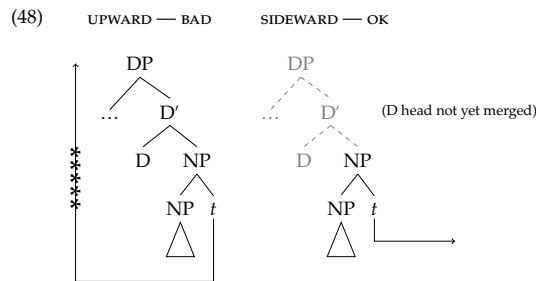 (48) UPWARD — BAD SIDEWARD — OK
DP DP
... D′ ... D′ (D head not yet merged)
D NP D NP
*****
NP t NP t